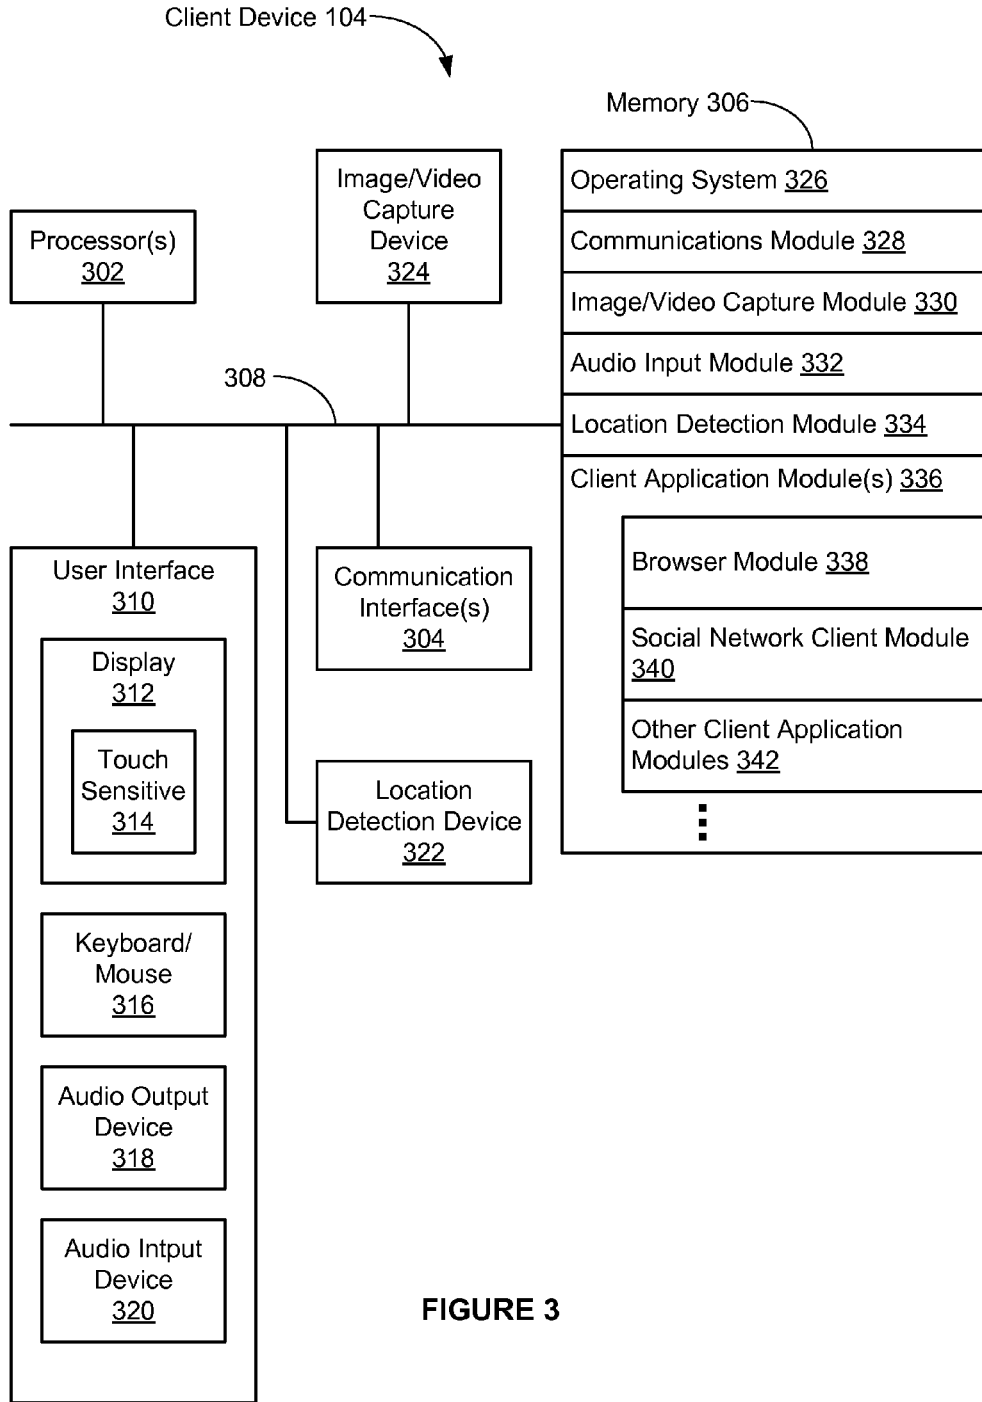 Client Device 104
Memory 306
Image/Video
Capture
Device
324
Processor(s)
302
308
Operating System 326
Communications Module 328
Image/Video Capture Module 330
Audio Input Module 332
Location Detection Module 334
Client Application Module(s) 336
Browser Module 338
Social Network Client Module
340
Other Client Application
Modules 342
User Interface
310
Display
312
Touch
Sensitive
314
Keyboard/
Mouse
316
Audio Output
Device
318
Audio Intput
Device
320
Communication
Interface(s)
304
Location
Detection Device
322
FIGURE 3